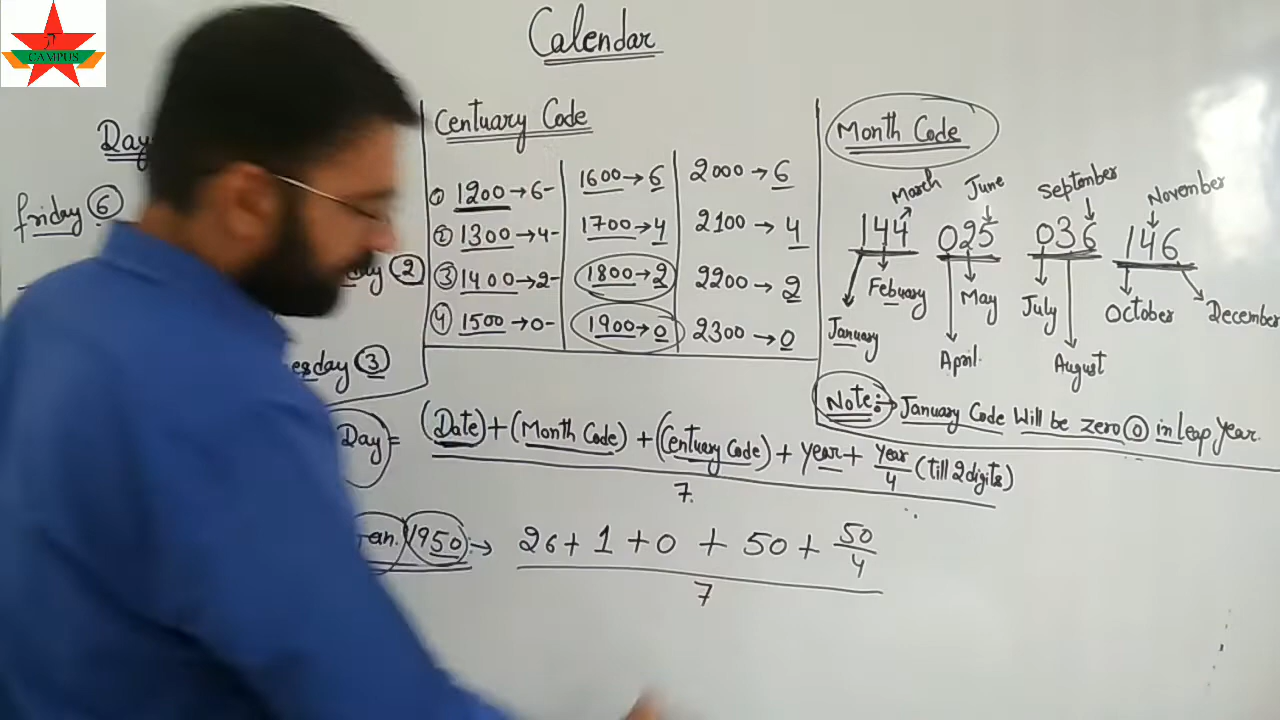 CAMPUS
Calendar
Day
friday 6
day 2
esday 3
Centuary Code
① 1200 → 6-
② 1300 → 4-
③ 1400 → 2-
④ 1500 → 0-
1600 → 6
1700 → 4
1800 → 2
1900 → 0
2000 → 6
2100 → 4
2200 → 2
2300 → 0
Month Code
March June September November
144 025 036 146
Febuary May July October December
January April August
Note:→ January Code Will be zero 0 in leap year.
Day = (Date) + (Month Code) + (Centuary Code) + year + year/4 (till 2 digits)
7
Jan. 1950 :→ 26 + 1 + 0 + 50 + 50/4
7